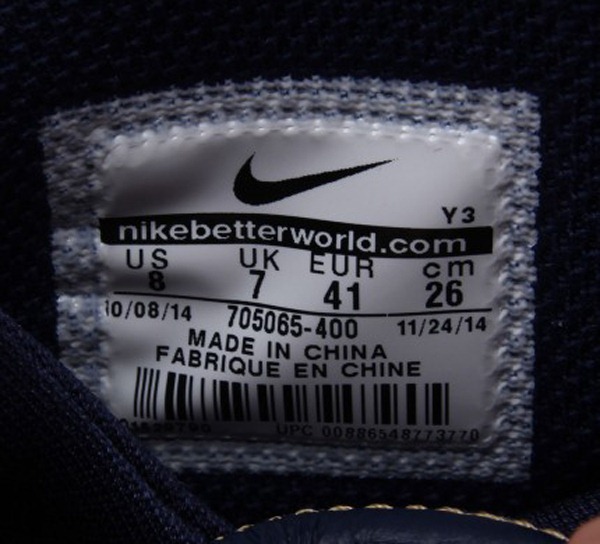 Y3
nikebetterworld.com
US UK EUR cm
8 7 41 26
10/08/14 705065-400 11/24/14
MADE IN CHINA
FABRIQUE EN CHINE
UPC 00886548773770